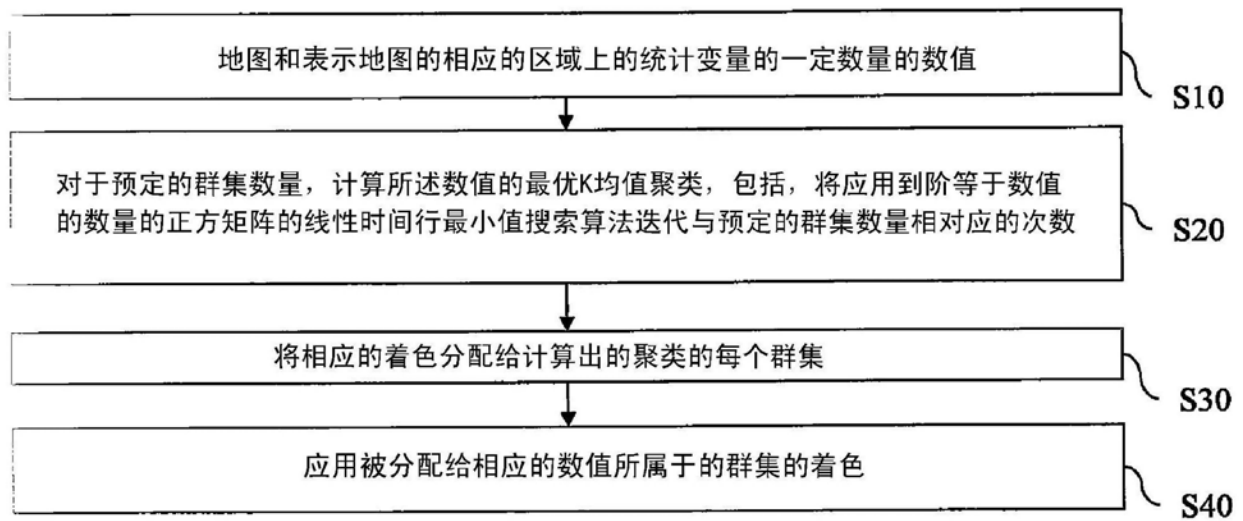 地图和表示地图的相应的区域上的统计变量的一定数量的数值
S10
对于预定的群集数量，计算所述数值的最优K均值聚类，包括，将应用到阶等于数值
的数量的正方矩阵的线性时间行最小值搜索算法迭代与预定的群集数量相对应的次数
S20
将相应的着色分配给计算出的聚类的每个群集
S30
应用被分配给相应的数值所属于的群集的着色
S40